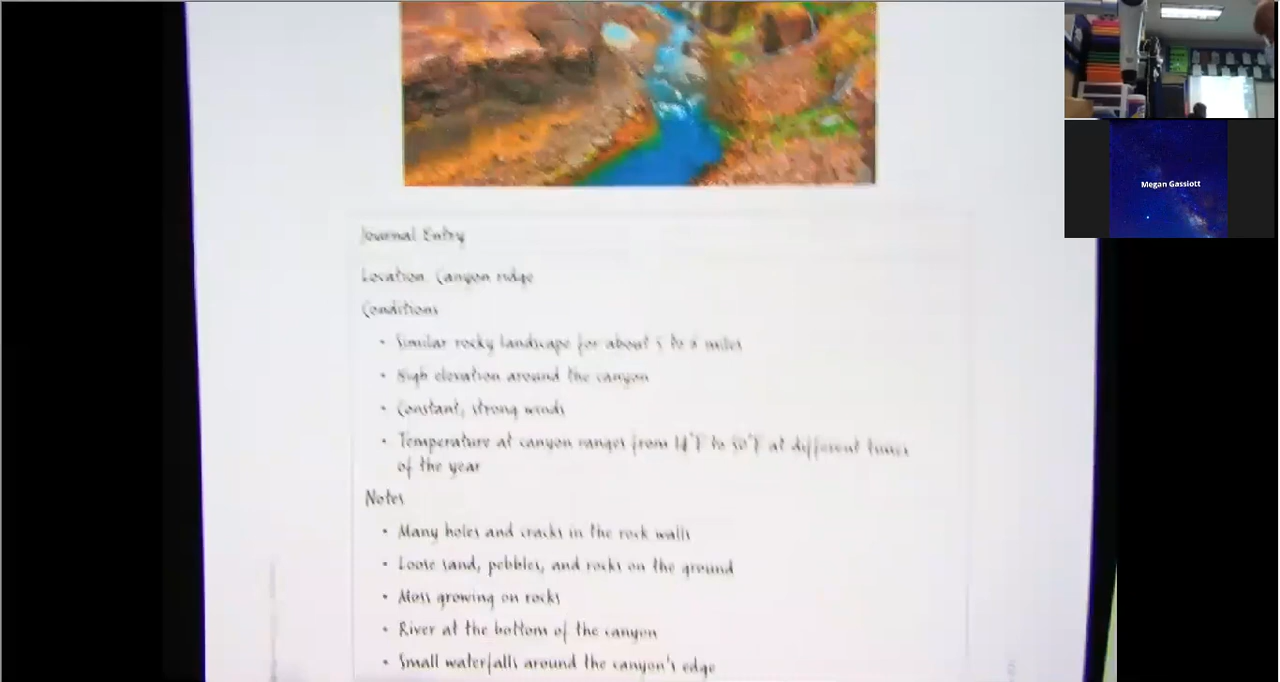 Journal Entry
Location: Canyon ridge
Conditions
• Similar rocky landscape for about 5 to 6 miles
• High elevation around the canyon
• Constant, strong winds
• Temperature at canyon ranges from 14°F to 50°F at different times
of the year
Notes
• Many holes and cracks in the rock walls
• Loose sand, pebbles, and rocks on the ground
• Moss growing on rocks
• River at the bottom of the canyon
• Small waterfalls around the canyon's edge
Megan Gassiott